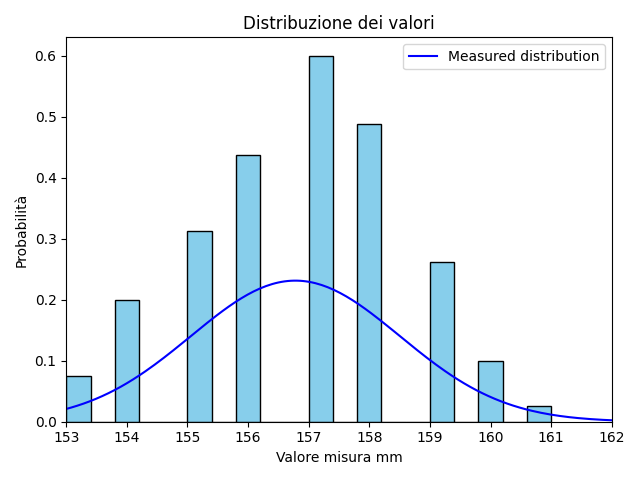 Distribuzione dei valori
Measured distribution
Probabilità
0.6
0.5
0.4
0.3
0.2
0.1
0.0
153 154 155 156 157 158 159 160 161 162
Valore misura mm